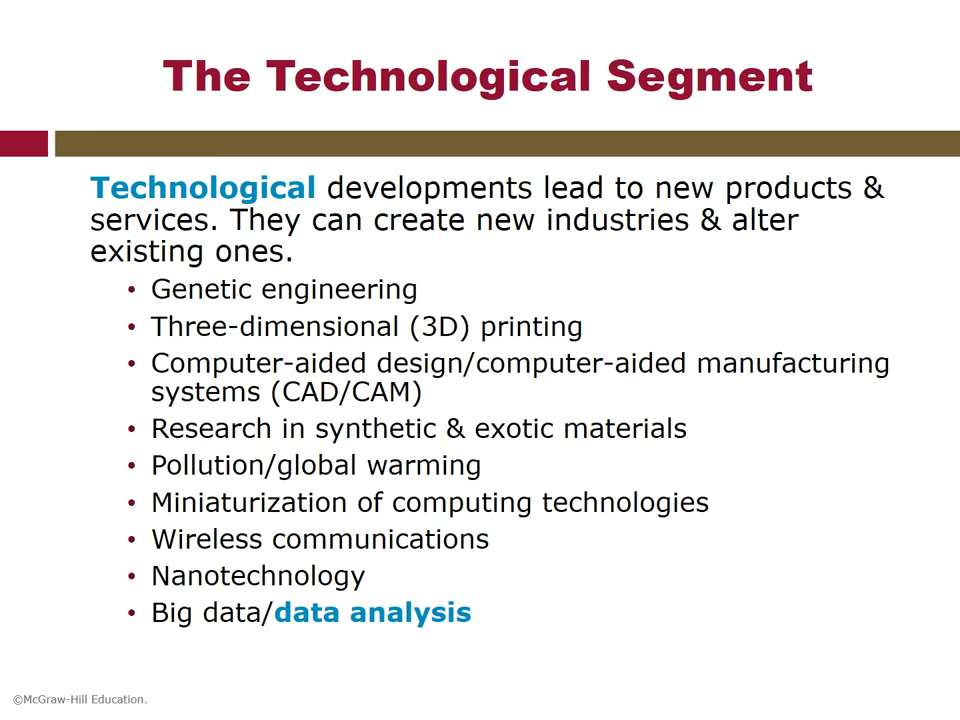 The Technological Segment
Technological developments lead to new products &
services. They can create new industries & alter
existing ones.
• Genetic engineering
• Three-dimensional (3D) printing
• Computer-aided design/computer-aided manufacturing
systems (CAD/CAM)
• Research in synthetic & exotic materials
• Pollution/global warming
• Miniaturization of computing technologies
• Wireless communications
• Nanotechnology
• Big data/data analysis
©McGraw-Hill Education.